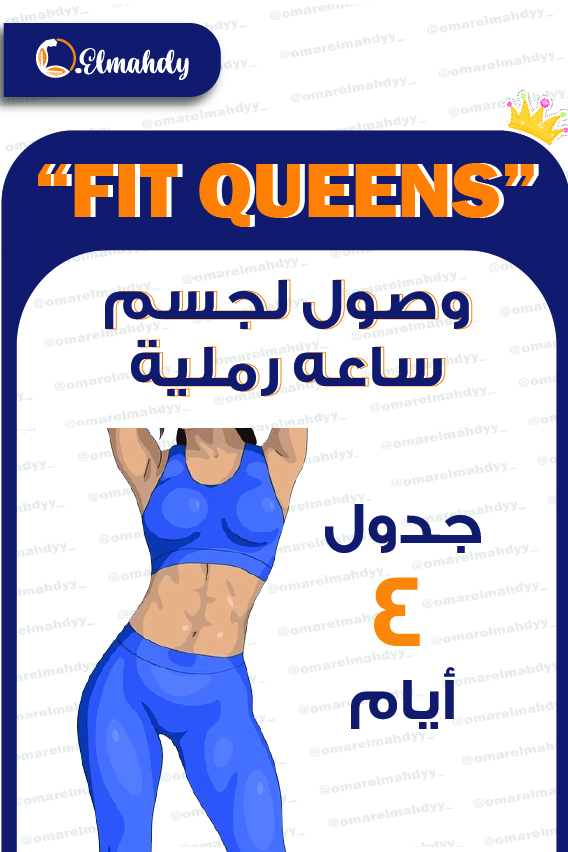 .Elmahdy
“FIT QUEENS”
وصول لجسم
ساعه رملية
جدول
٤
أيام
@omarelmahdyy_